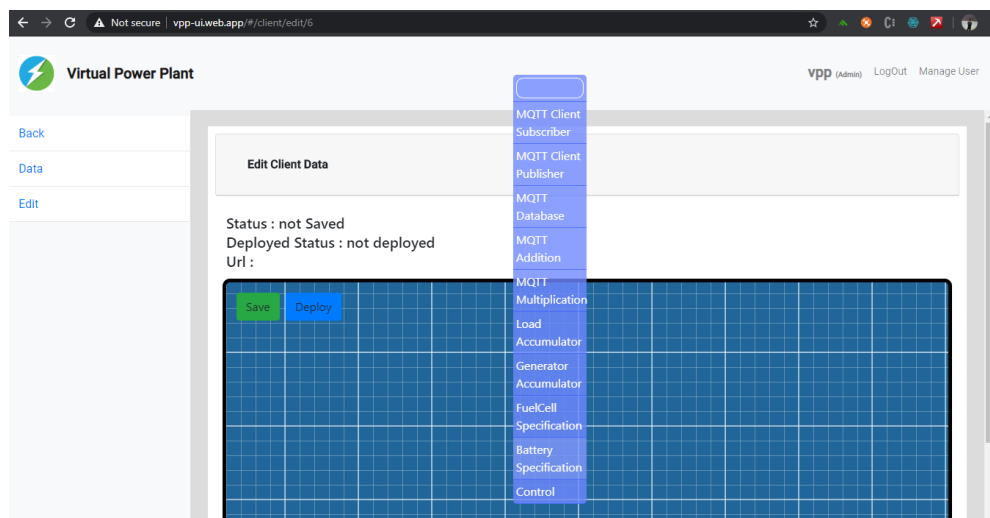 Not secure | vpp-ui.web.app/#/client/edit/6
Virtual Power Plant
vpp (Admin) LogOut Manage User
Back
Data
Edit
Edit Client Data
Status : not Saved
Deployed Status : not deployed
Url :
Save Deploy
MQTT Client
Subscriber
MQTT Client
Publisher
MQTT
Database
MQTT
Addition
MQTT
Multiplication
Load
Accumulator
Generator
Accumulator
FuelCell
Specification
Battery
Specification
Control